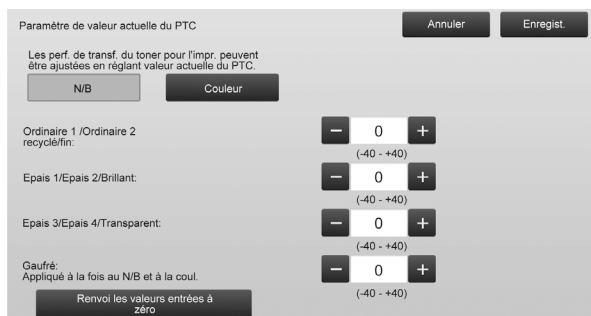 Paramètre de valeur actuelle du PTC
Annuler
Enregist.
Les perf. de transf. du toner pour l'impr. peuvent
être ajustées en réglant valeur actuelle du PTC.
N/B
Couleur
Ordinaire 1 /Ordinaire 2
recyclé/fin:
− 0 +
(-40 - +40)
Epais 1/Epais 2/Brillant:
− 0 +
(-40 - +40)
Epais 3/Epais 4/Transparent:
− 0 +
(-40 - +40)
Gaufré:
Appliqué à la fois au N/B et à la coul.
− 0 +
(-40 - +40)
Renvoi les valeurs entrées à
zéro